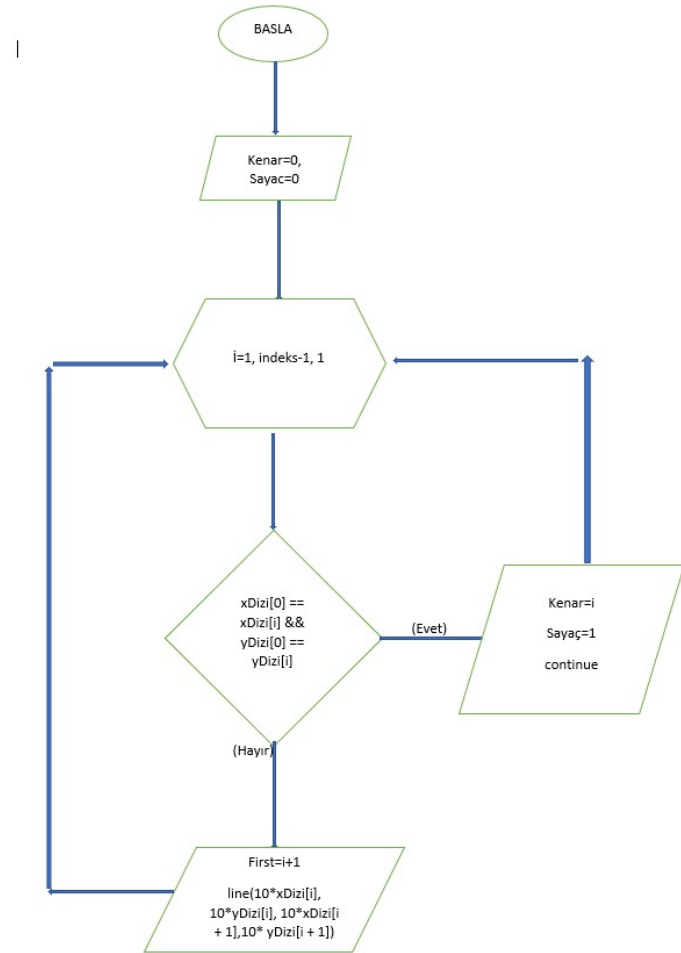 BASLA
Kenar=0,
Sayac=0
İ=1, indeks-1, 1
xDizi[0] ==
xDizi[i] &&
yDizi[0] ==
yDizi[i]
(Evet)
Kenar=i
Sayaç=1
continue
(Hayır)
First=i+1
line(10*xDizi[i],
10*yDizi[i], 10*xDizi[i
+ 1],10* yDizi[i + 1])